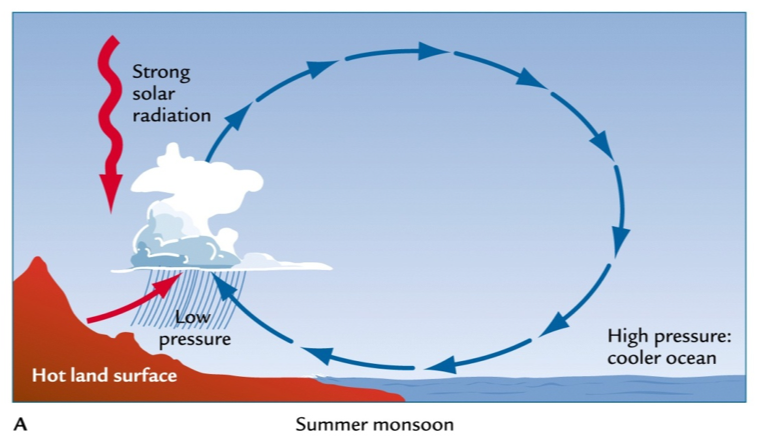 Strong
solar
radiation
Low
pressure
High pressure:
cooler ocean
Hot land surface
A
Summer monsoon